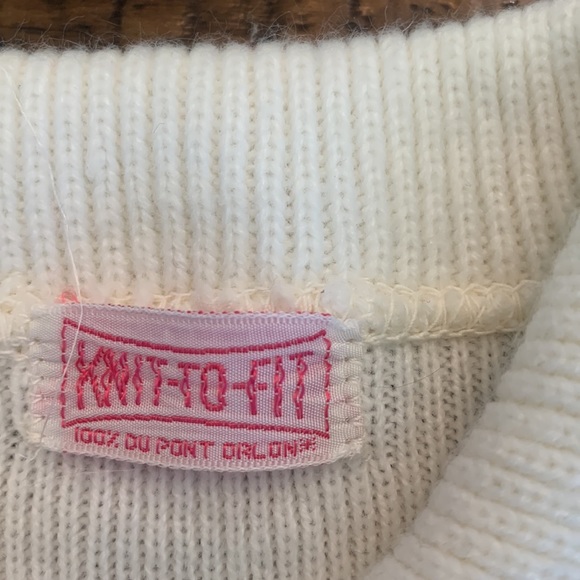 KNIT-TO-FIT
100% DU PONT ORLON*